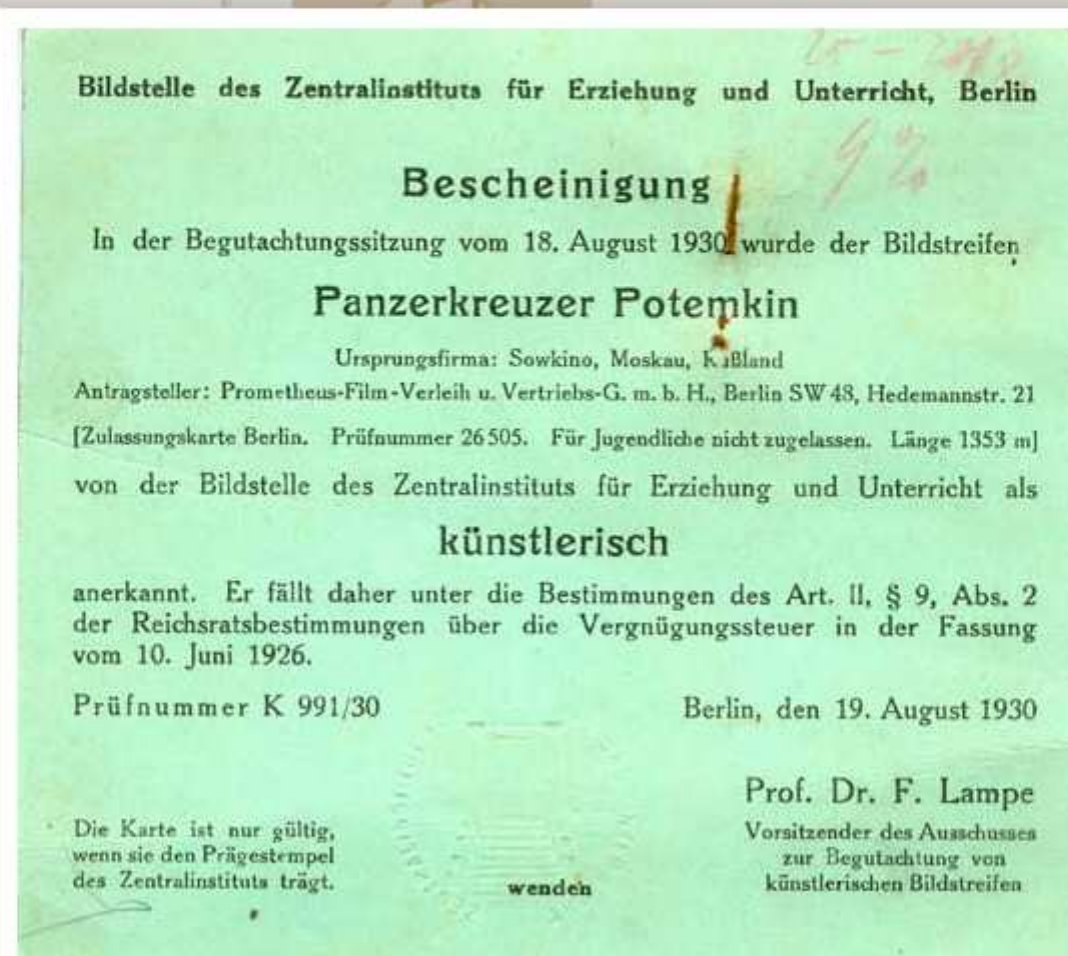 Bildstelle des Zentralinstituts für Erziehung und Unterricht, Berlin
9%
Bescheinigung
In der Begutachtungssitzung vom 18. August 1930 wurde der Bildstreifen
Panzerkreuzer Potemkin
Ursprungsfirma: Sowkino, Moskau, Rußland
Antragsteller: Prometheus-Film-Verleih u. Vertriebs-G. m. b. H., Berlin SW 48, Hedemannstr. 21
[Zulassungskarte Berlin. Prüfnummer 26505. Für Jugendliche nicht zugelassen. Länge 1353 m]
von der Bildstelle des Zentralinstituts für Erziehung und Unterricht als
künstlerisch
anerkannt. Er fällt daher unter die Bestimmungen des Art. II, § 9, Abs. 2
der Reichsratsbestimmungen über die Vergnügungssteuer in der Fassung
vom 10. Juni 1926.
Prüfnummer K 991/30
Berlin, den 19. August 1930
Die Karte ist nur gültig,
wenn sie den Prägestempel
des Zentralinstituts trägt.
wenden
Prof. Dr. F. Lampe
Vorsitzender des Ausschusses
zur Begutachtung von
künstlerischen Bildstreifen